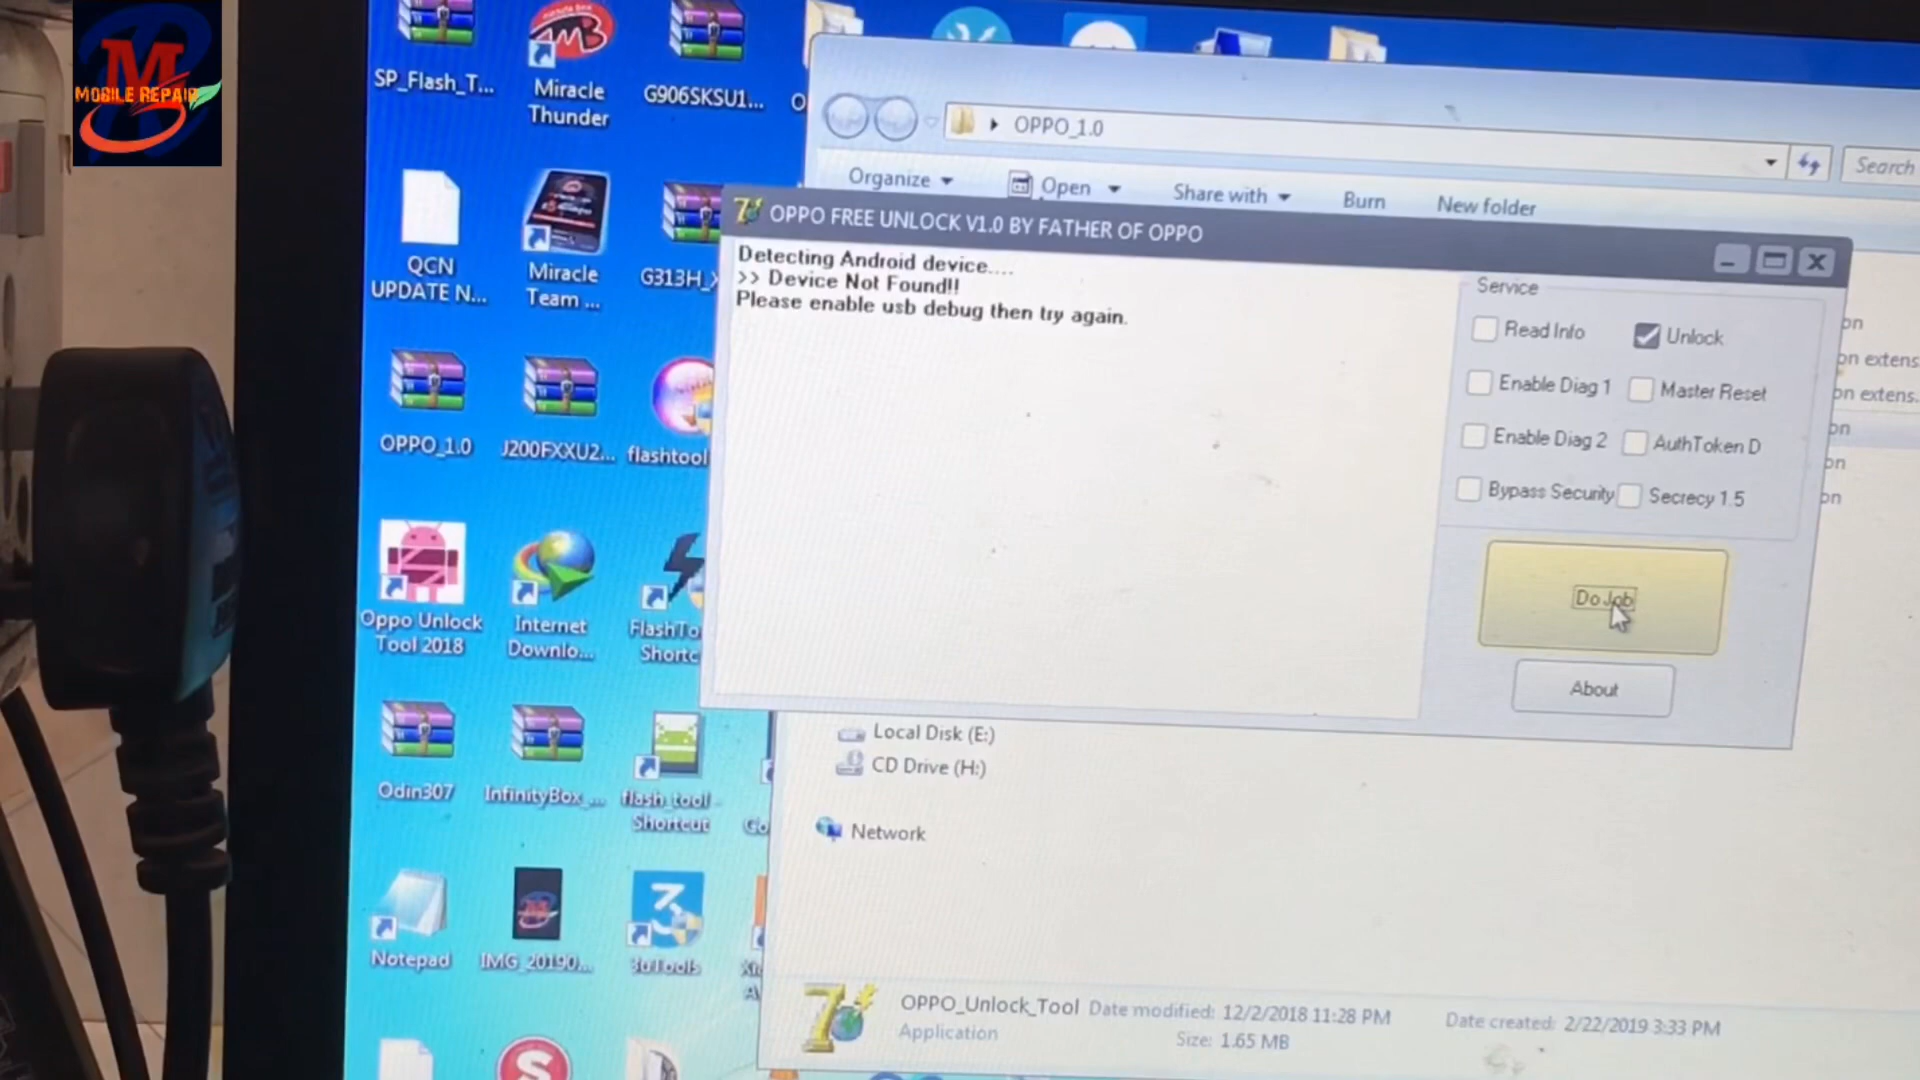 M
MOBILE REPAIR
SP_Flash_T...
Miracle
Thunder
G906SKSU1...
QCN
UPDATE N...
Miracle
Team ...
OPPO_1.0
J200FXXU2...
flashtool
Oppo Unlock
Tool 2018
Internet
Downlo...
Odin307
InfinityBox_...
flash_tool -
Shortcut
Notepad
IMG_20190...
3uTools
OPPO_1.0
Search
Organize
Open
Share with
Burn
New folder
OPPO FREE UNLOCK V1.0 BY FATHER OF OPPO
Detecting Android device....
>> Device Not Found!!
Please enable usb debug then try again.
Service
Read Info
Unlock
Enable Diag 1
Master Reset
Enable Diag 2
AuthToken D
Bypass Security
Secrecy 1.5
Do Job
About
Local Disk (E:)
CD Drive (H:)
Network
OPPO_Unlock_Tool Date modified: 12/2/2018 11:28 PM Date created: 2/22/2019 3:33 PM
Application Size: 1.65 MB